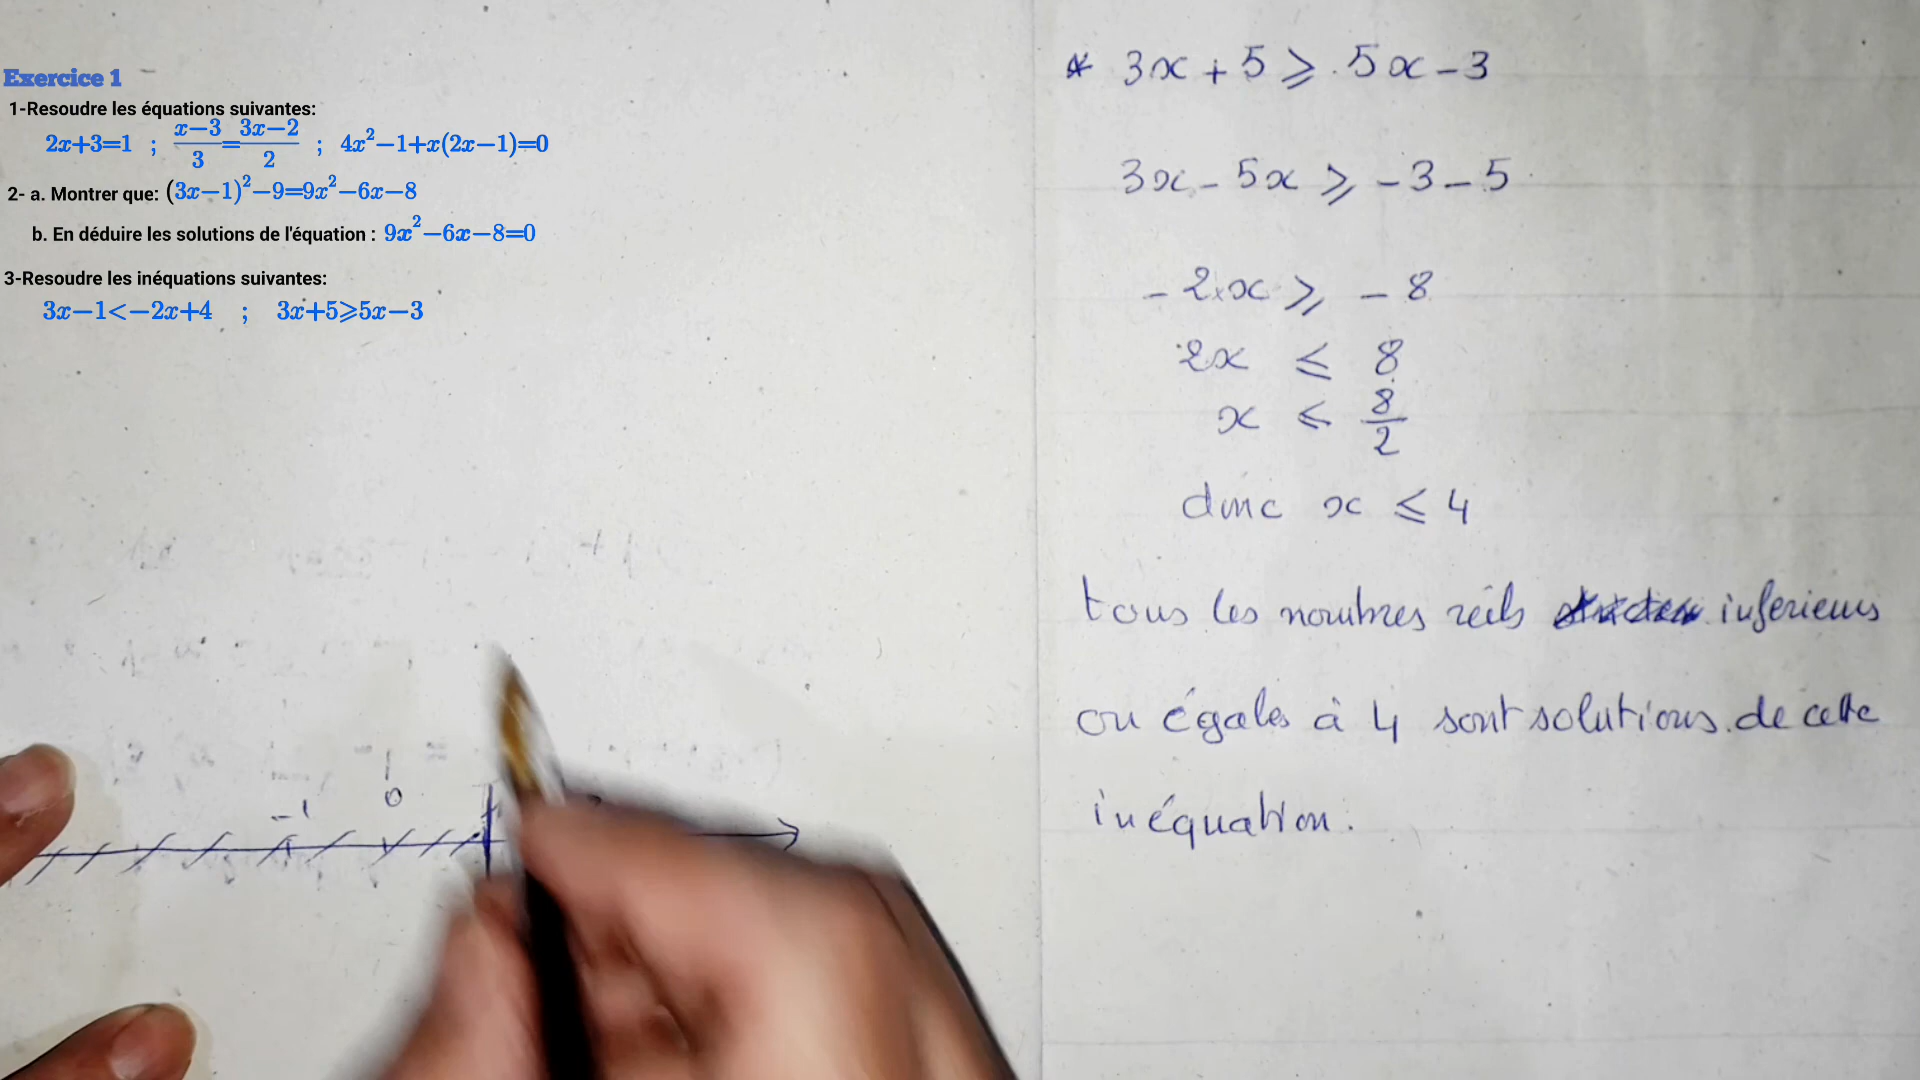 Exercice 1
1-Resoudre les équations suivantes:
2x+3=1 ; \frac{x-3}{3}=\frac{3x-2}{2} ; 4x²-1+x(2x-1)=0
2- a. Montrer que: (3x-1)²-9=9x²-6x-8
b. En déduire les solutions de l'équation : 9x²-6x-8=0
3-Resoudre les inéquations suivantes:
3x-1<-2x+4 ; 3x+5⩾5x-3
-1 0
* 3x + 5 ⩾ 5x - 3
3x - 5x ⩾ -3 - 5
-2x ⩾ -8
2x ⩽ 8
x ⩽ \frac{8}{2}
donc x ⩽ 4
tous les nombres réels inferieurs
ou égales à 4 sont solutions de cette
inéquation.